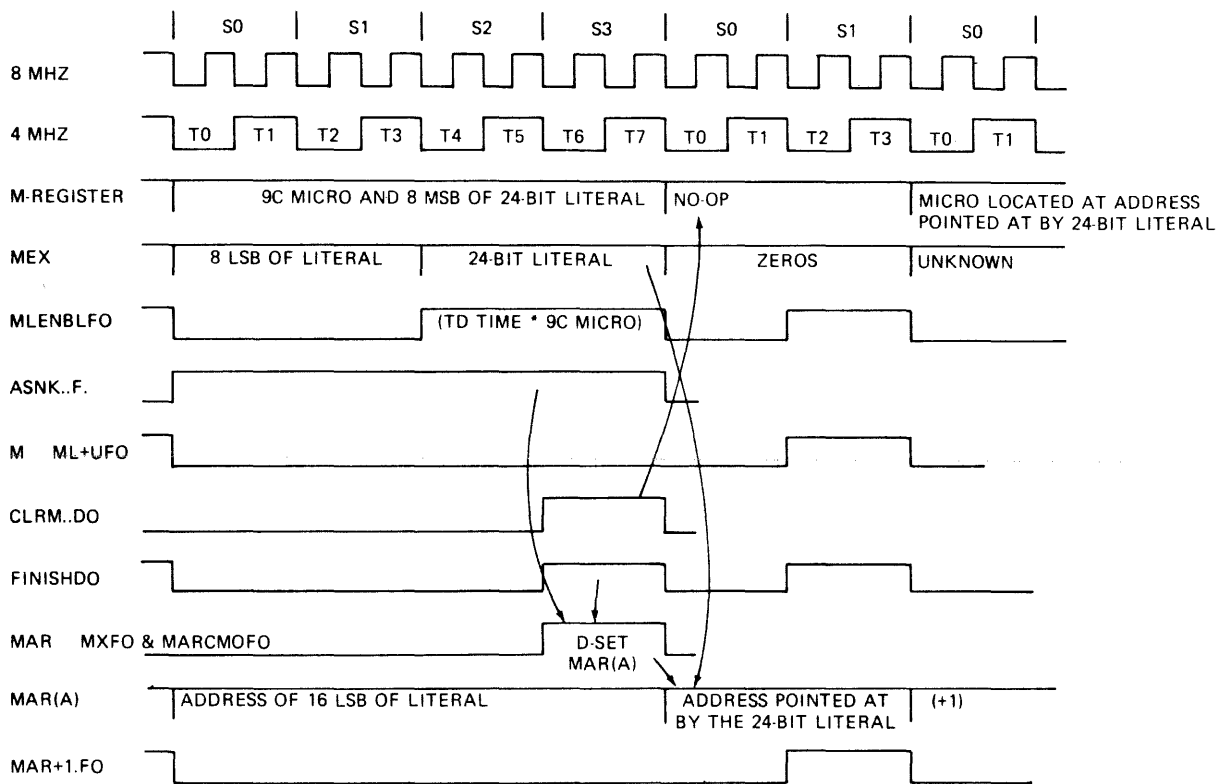 S0 S1 S2 S3 S0 S1 S0
8 MHZ
4 MHZ T0 T1 T2 T3 T4 T5 T6 T7 T0 T1 T2 T3 T0 T1
M-REGISTER 9C MICRO AND 8 MSB OF 24-BIT LITERAL NO-OP MICRO LOCATED AT ADDRESS
POINTED AT BY 24-BIT LITERAL
MEX 8 LSB OF LITERAL 24-BIT LITERAL ZEROS UNKNOWN
MLENBLFO (TD TIME * 9C MICRO)
ASNK..F.
M ML+UFO
CLRM..DO
FINISHDO
MAR MXFO & MARCMOFO D-SET
MAR(A)
MAR(A) ADDRESS OF 16 LSB OF LITERAL ADDRESS POINTED AT (+1)
BY THE 24-BIT LITERAL
MAR+1.FO